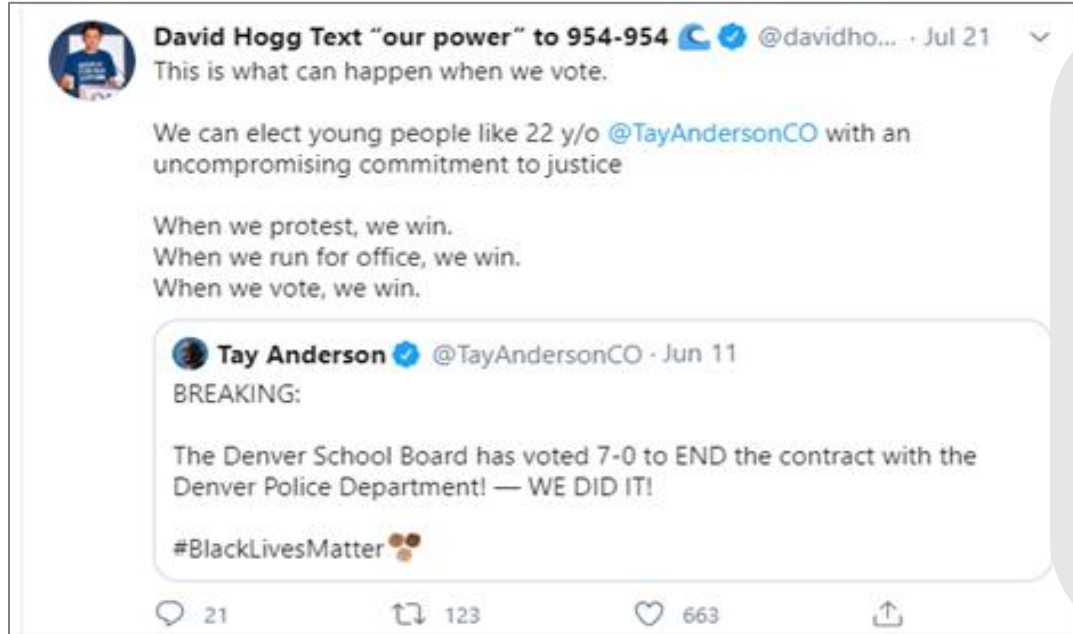 David Hogg Text “our power” to 954-954 🌊 @davidho... · Jul 21
This is what can happen when we vote.
We can elect young people like 22 y/o @TayAndersonCO with an
uncompromising commitment to justice
When we protest, we win.
When we run for office, we win.
When we vote, we win.
Tay Anderson @TayAndersonCO · Jun 11
BREAKING:
The Denver School Board has voted 7-0 to END the contract with the
Denver Police Department! — WE DID IT!
#BlackLivesMatter
21 123 663